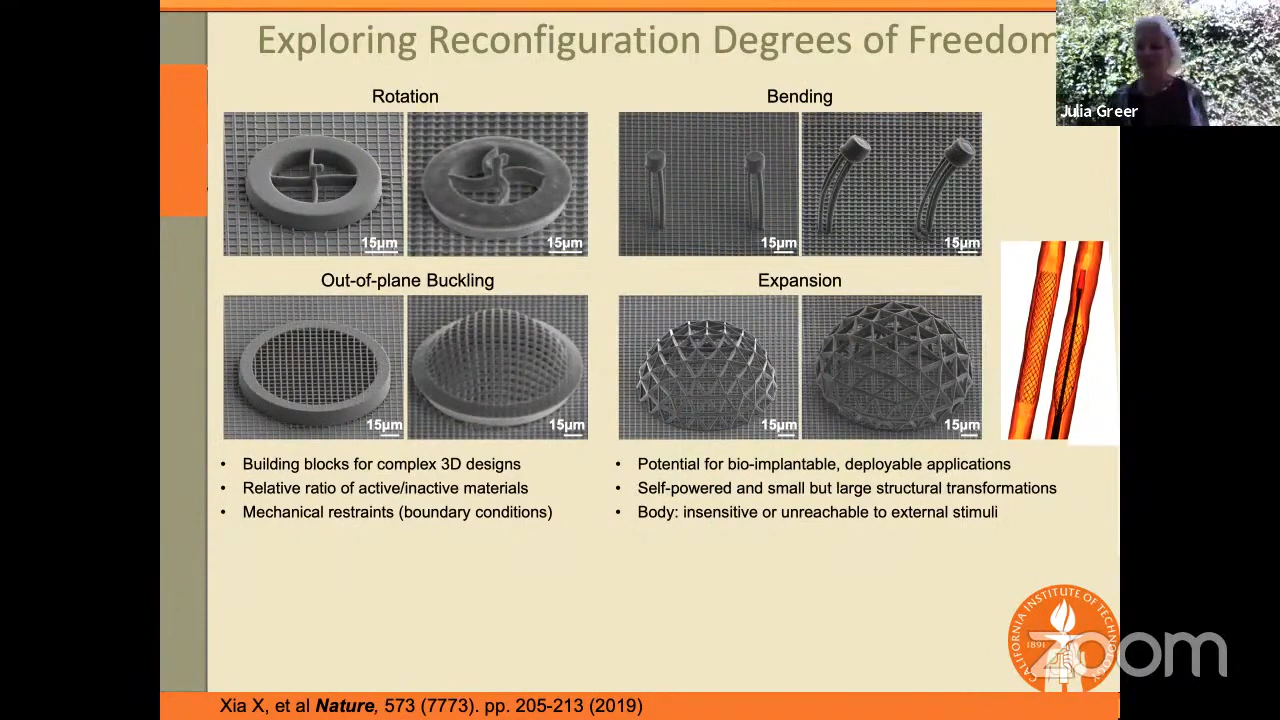 Exploring Reconfiguration Degrees of Freedom
Julia Greer
Rotation
Bending
15μm
15μm
15μm
15μm
Out-of-plane Buckling
Expansion
15μm
15μm
15μm
15μm
• Building blocks for complex 3D designs
• Relative ratio of active/inactive materials
• Mechanical restraints (boundary conditions)
• Potential for bio-implantable, deployable applications
• Self-powered and small but large structural transformations
• Body: insensitive or unreachable to external stimuli
CALIFORNIA INSTITUTE OF TECHNOLOGY
1891
zoom
Xia X, et al Nature, 573 (7773). pp. 205-213 (2019)